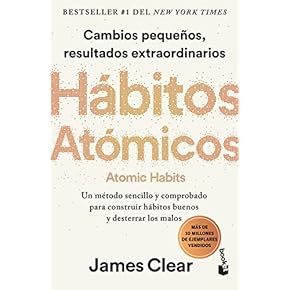 BESTSELLER #1 DEL NEW YORK TIMES
Cambios pequeños,
resultados extraordinarios
Hábitos
Atómicos
Atomic Habits
Un método sencillo y comprobado
para construir hábitos buenos
y desterrar los malos
MÁS DE
10 MILLONES
DE EJEMPLARES
VENDIDOS
James Clear
booket